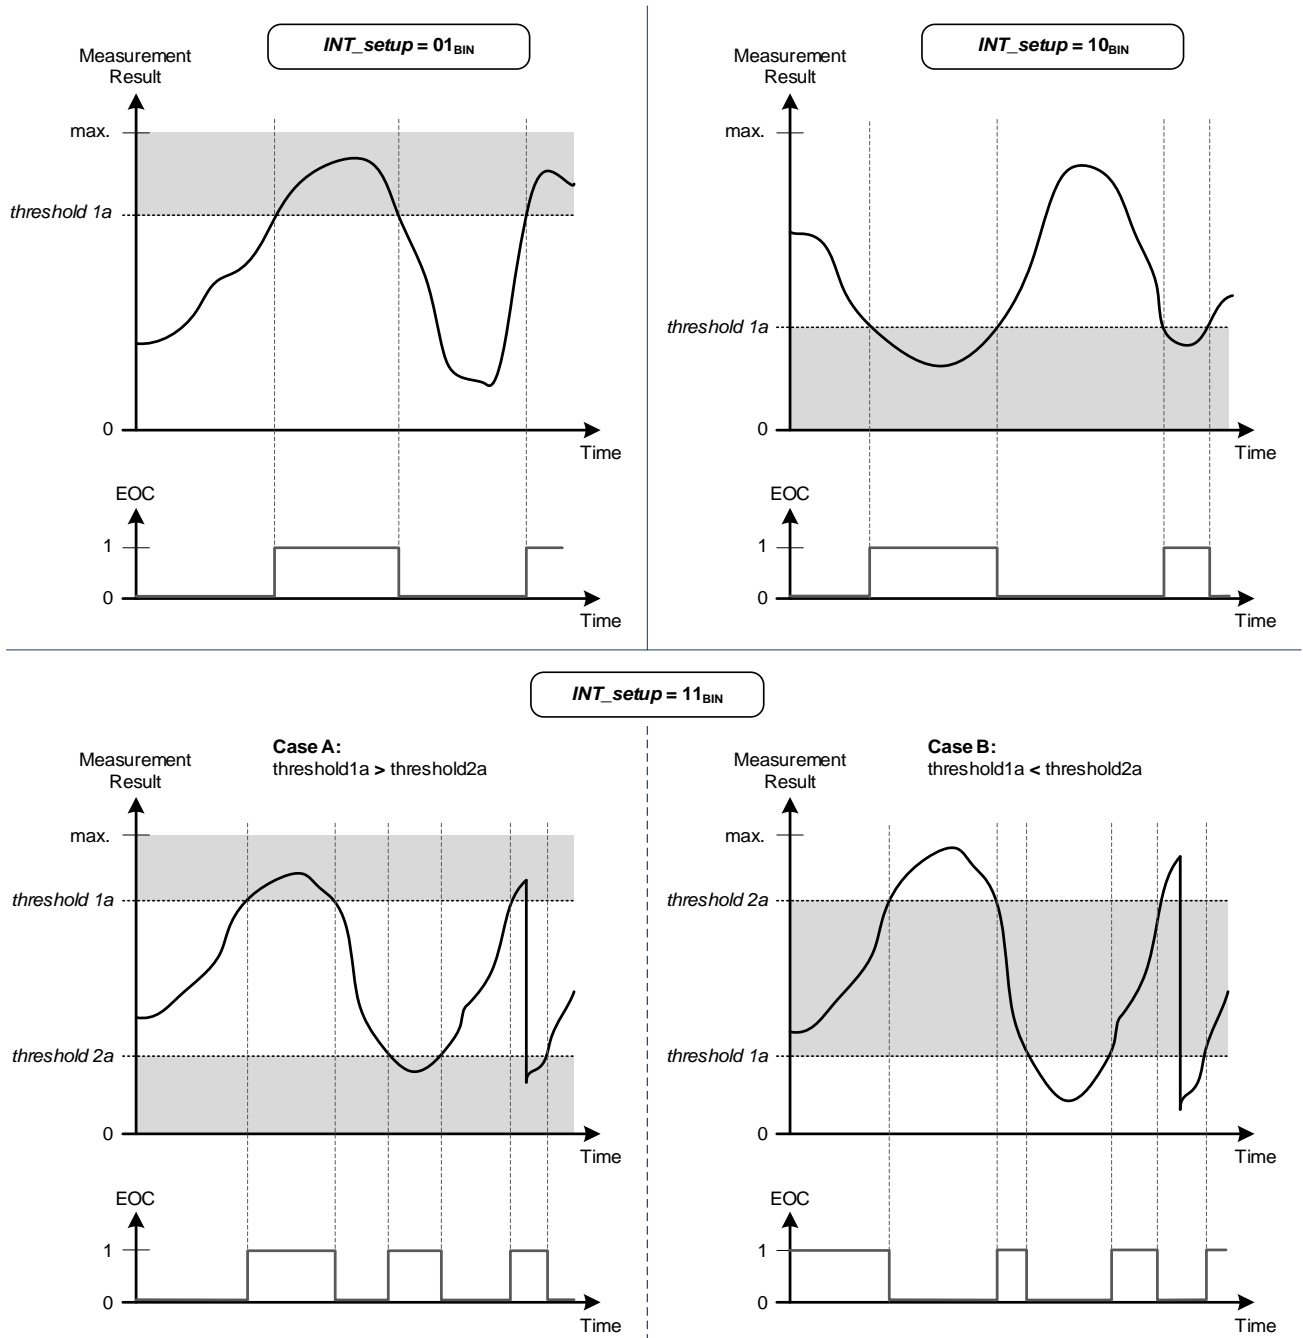 INT_setup = 01BIN
Measurement
Result
max.
threshold 1a
0
Time
EOC
1
0
Time
INT_setup = 10BIN
Measurement
Result
max.
threshold 1a
0
Time
EOC
1
0
Time
INT_setup = 11BIN
Case A:
threshold1a > threshold2a
Measurement
Result
max.
threshold 1a
threshold 2a
0
Time
EOC
1
0
Time
Case B:
threshold1a < threshold2a
Measurement
Result
max.
threshold 2a
threshold 1a
0
Time
EOC
1
0
Time